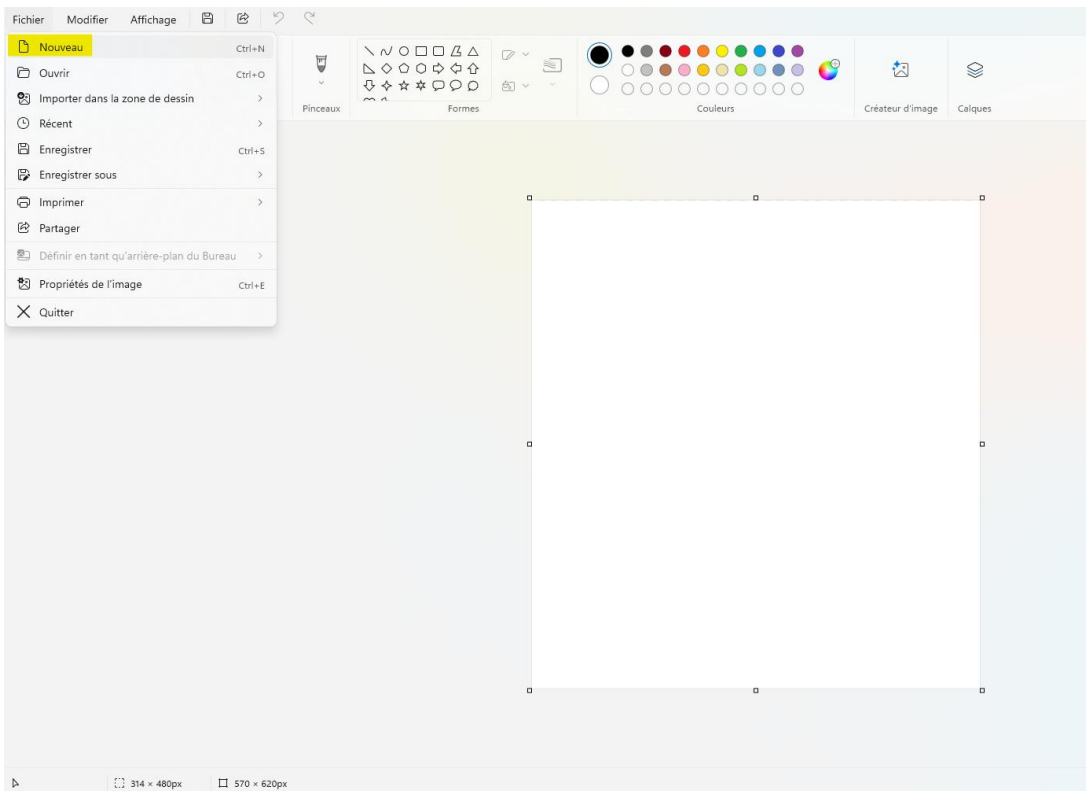 Fichier Modifier Affichage
Nouveau Ctrl+N
Ouvrir Ctrl+O
Importer dans la zone de dessin
Récent
Enregistrer Ctrl+S
Enregistrer sous
Imprimer
Partager
Définir en tant qu'arrière-plan du Bureau
Propriétés de l'image Ctrl+E
Quitter
Pinceaux Formes Couleurs Créateur d'image Calques
314 × 480px 570 × 620px